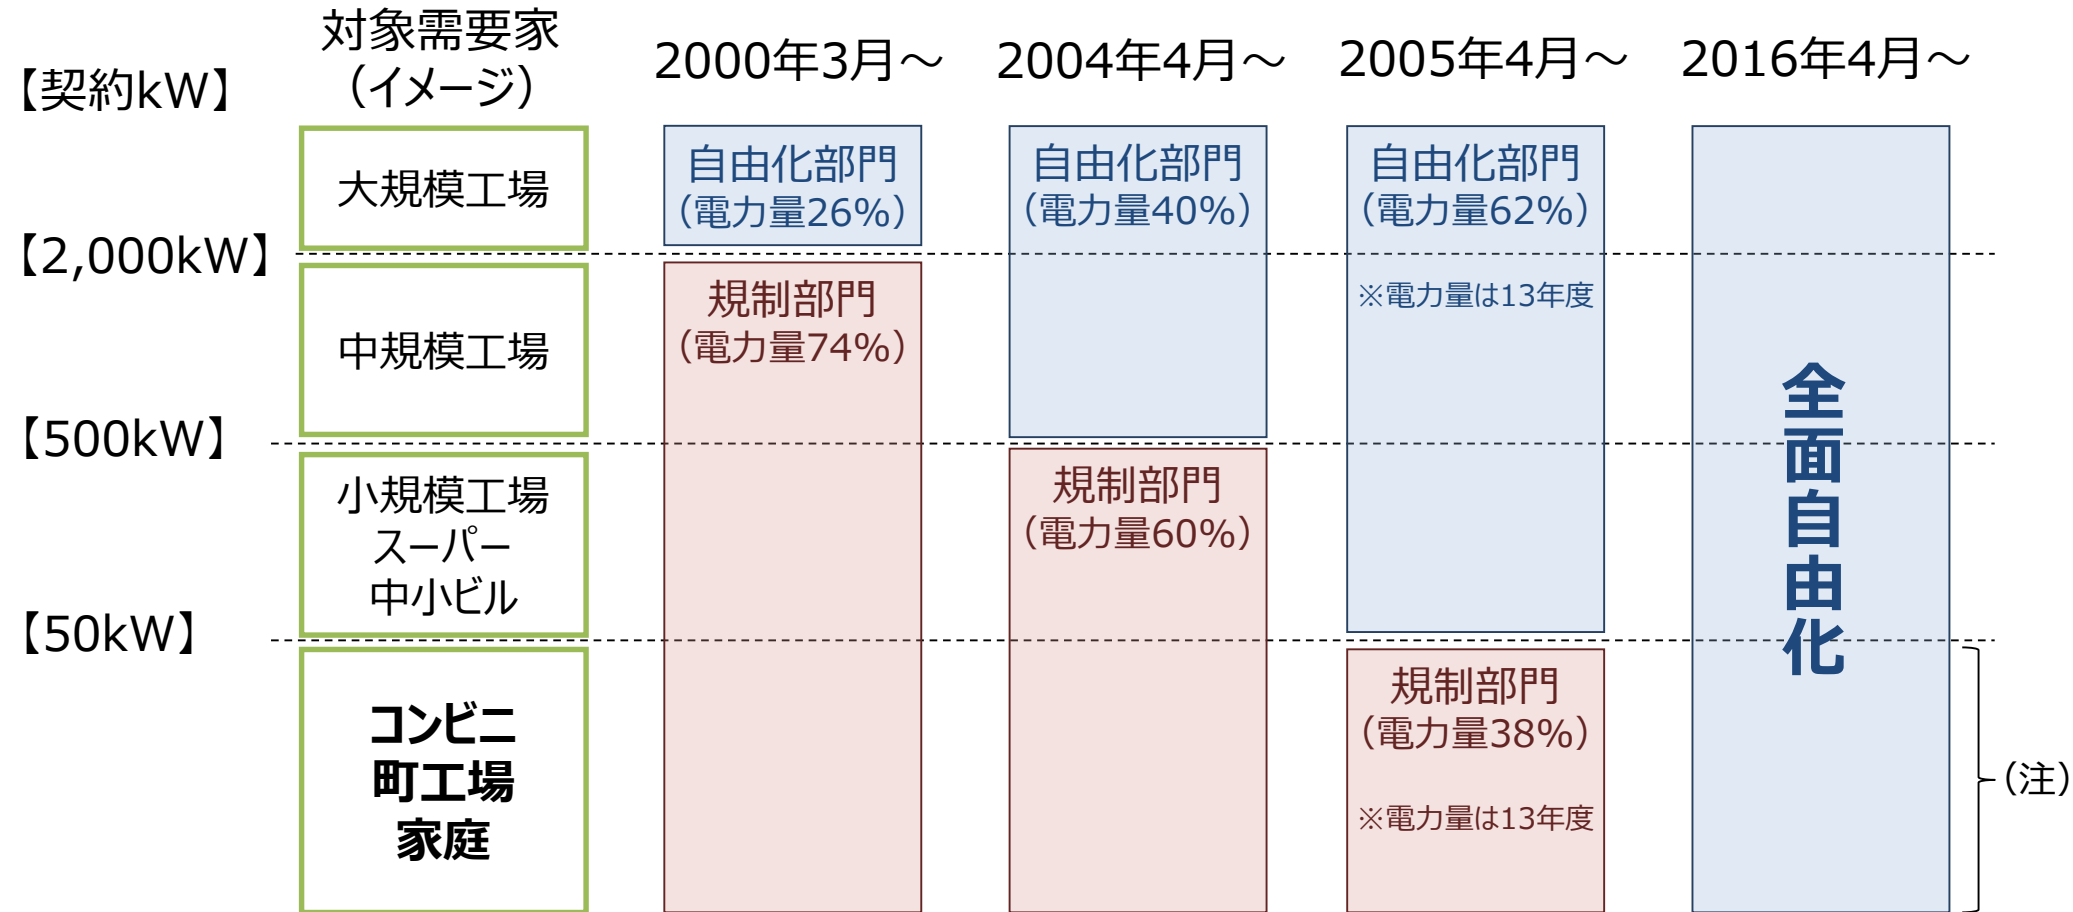 対象需要家
（イメージ）
【契約kW】
2000年3月～
2004年4月～
2005年4月～
2016年4月～
大規模工場
自由化部門
（電力量26%）
自由化部門
（電力量40%）
自由化部門
（電力量62%）
【2,000kW】
中規模工場
規制部門
（電力量74%）
※電力量は13年度
全面自由化
【500kW】
小規模工場
スーパー
中小ビル
規制部門
（電力量60%）
【50kW】
コンビニ
町工場
家庭
規制部門
（電力量38%）
※電力量は13年度
（注）